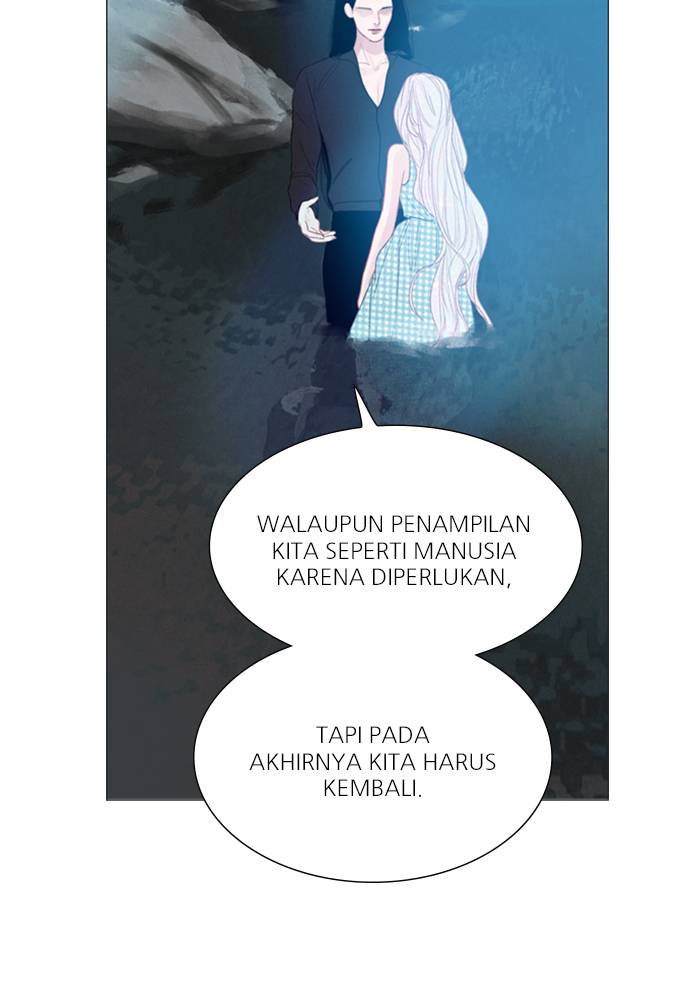 WALAUPUN PENAMPILAN
KITA SEPERTI MANUSIA
KARENA DIPERLUKAN,
TAPI PADA
AKHIRNYA KITA HARUS
KEMBALI.